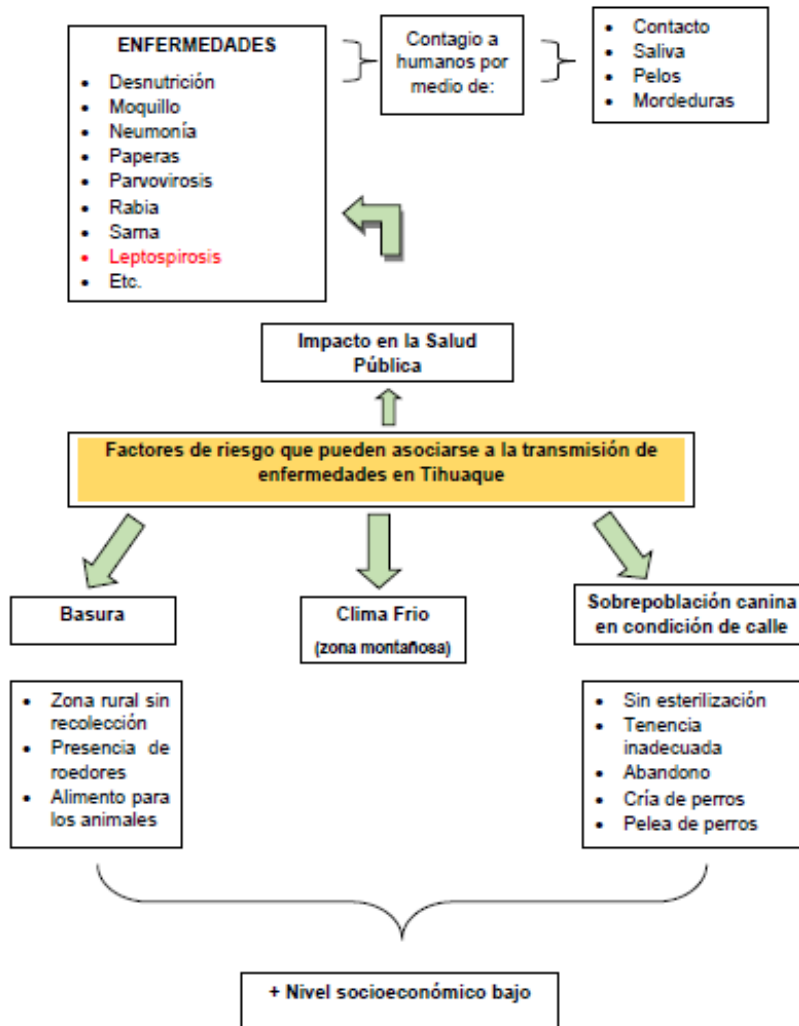 ENFERMEDADES
• Desnutrición
• Moquillo
• Neumonía
• Paperas
• Parvovirosis
• Rabia
• Sarna
• Leptospirosis
• Etc.
Contagio a
humanos por
medio de:
• Contacto
• Saliva
• Pelos
• Mordeduras
Impacto en la Salud
Pública
Factores de riesgo que pueden asociarse a la transmisión de
enfermedades en Tihuaque
Basura
Clima Frio
(zona montañosa)
Sobrepoblación canina
en condición de calle
• Zona rural sin
recolección
• Presencia de
roedores
• Alimento para
los animales
• Sin esterilización
• Tenencia
inadecuada
• Abandono
• Cría de perros
• Pelea de perros
+ Nivel socioeconómico bajo